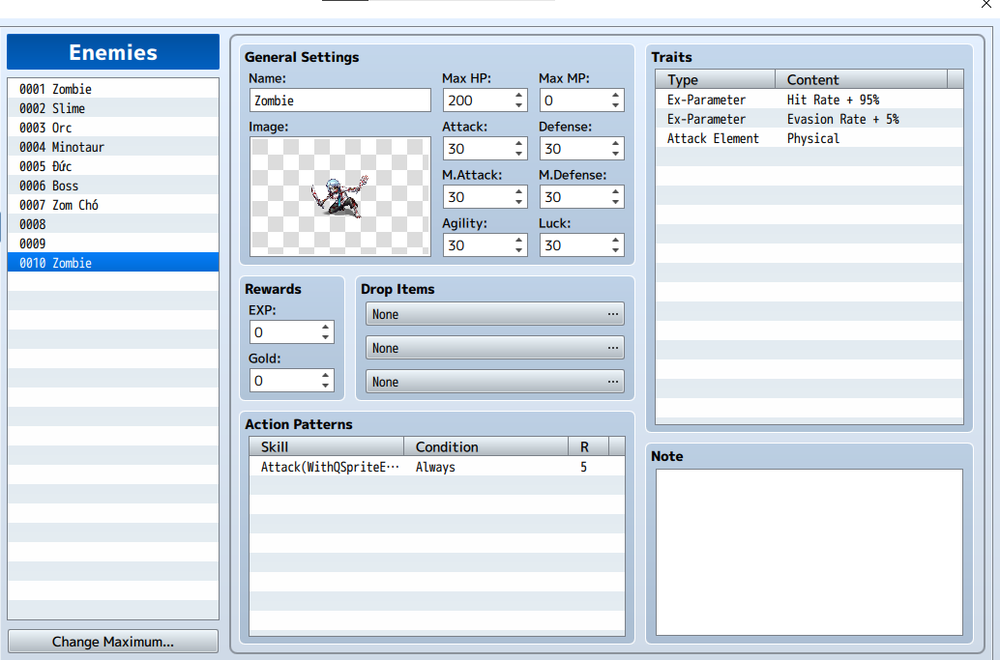 Enemies
0001 Zombie
0002 Slime
0003 Orc
0004 Minotaur
0005 Đức
0006 Boss
0007 Zom Chó
0008
0009
0010 Zombie
Change Maximum...
General Settings
Name:
Zombie
Image:
Max HP:
Max MP:
200
0
Attack:
Defense:
30
30
M.Attack:
M.Defense:
30
30
Agility:
Luck:
30
30
Rewards
EXP:
0
Gold:
0
Drop Items
None ...
None ...
None ...
Action Patterns
Skill Condition R
Attack(WithQSpriteE… Always 5
Traits
Type Content
Ex-Parameter Hit Rate + 95%
Ex-Parameter Evasion Rate + 5%
Attack Element Physical
Note